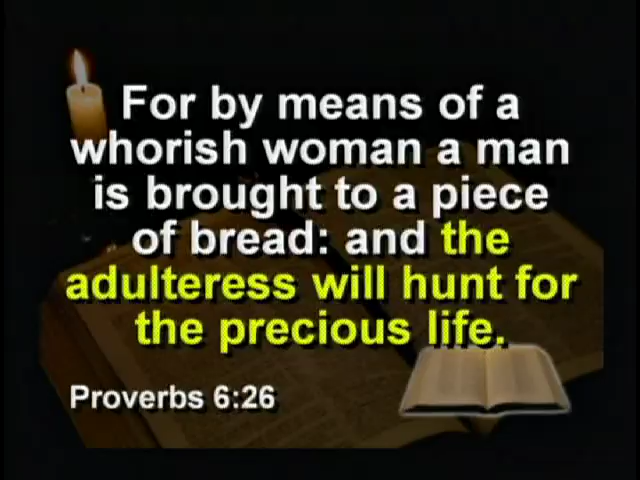 For by means of a
whorish woman a man
is brought to a piece
of bread: and the
adulteress will hunt for
the precious life.
Proverbs 6:26